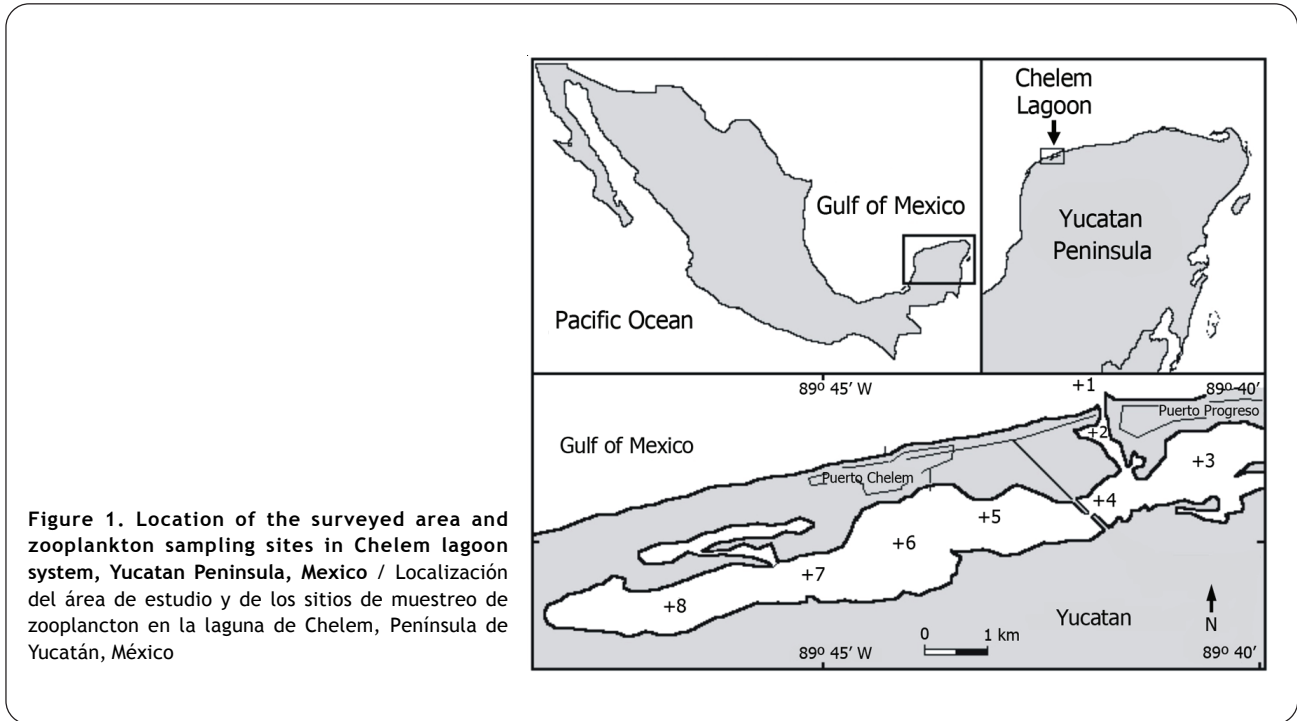 Chelem
Lagoon
Gulf of Mexico
Yucatan
Peninsula
Pacific Ocean
89º 45' W
+1
89º 40'
Puerto Progreso
+2
Gulf of Mexico
+3
Puerto Chelem
+4
+5
+6
+7
+8
Yucatan
0 1 km
N
89º 45' W
89º 40'
Figure 1. Location of the surveyed area and
zooplankton sampling sites in Chelem lagoon
system, Yucatan Peninsula, Mexico / Localización
del área de estudio y de los sitios de muestreo de
zooplancton en la laguna de Chelem, Península de
Yucatán, México